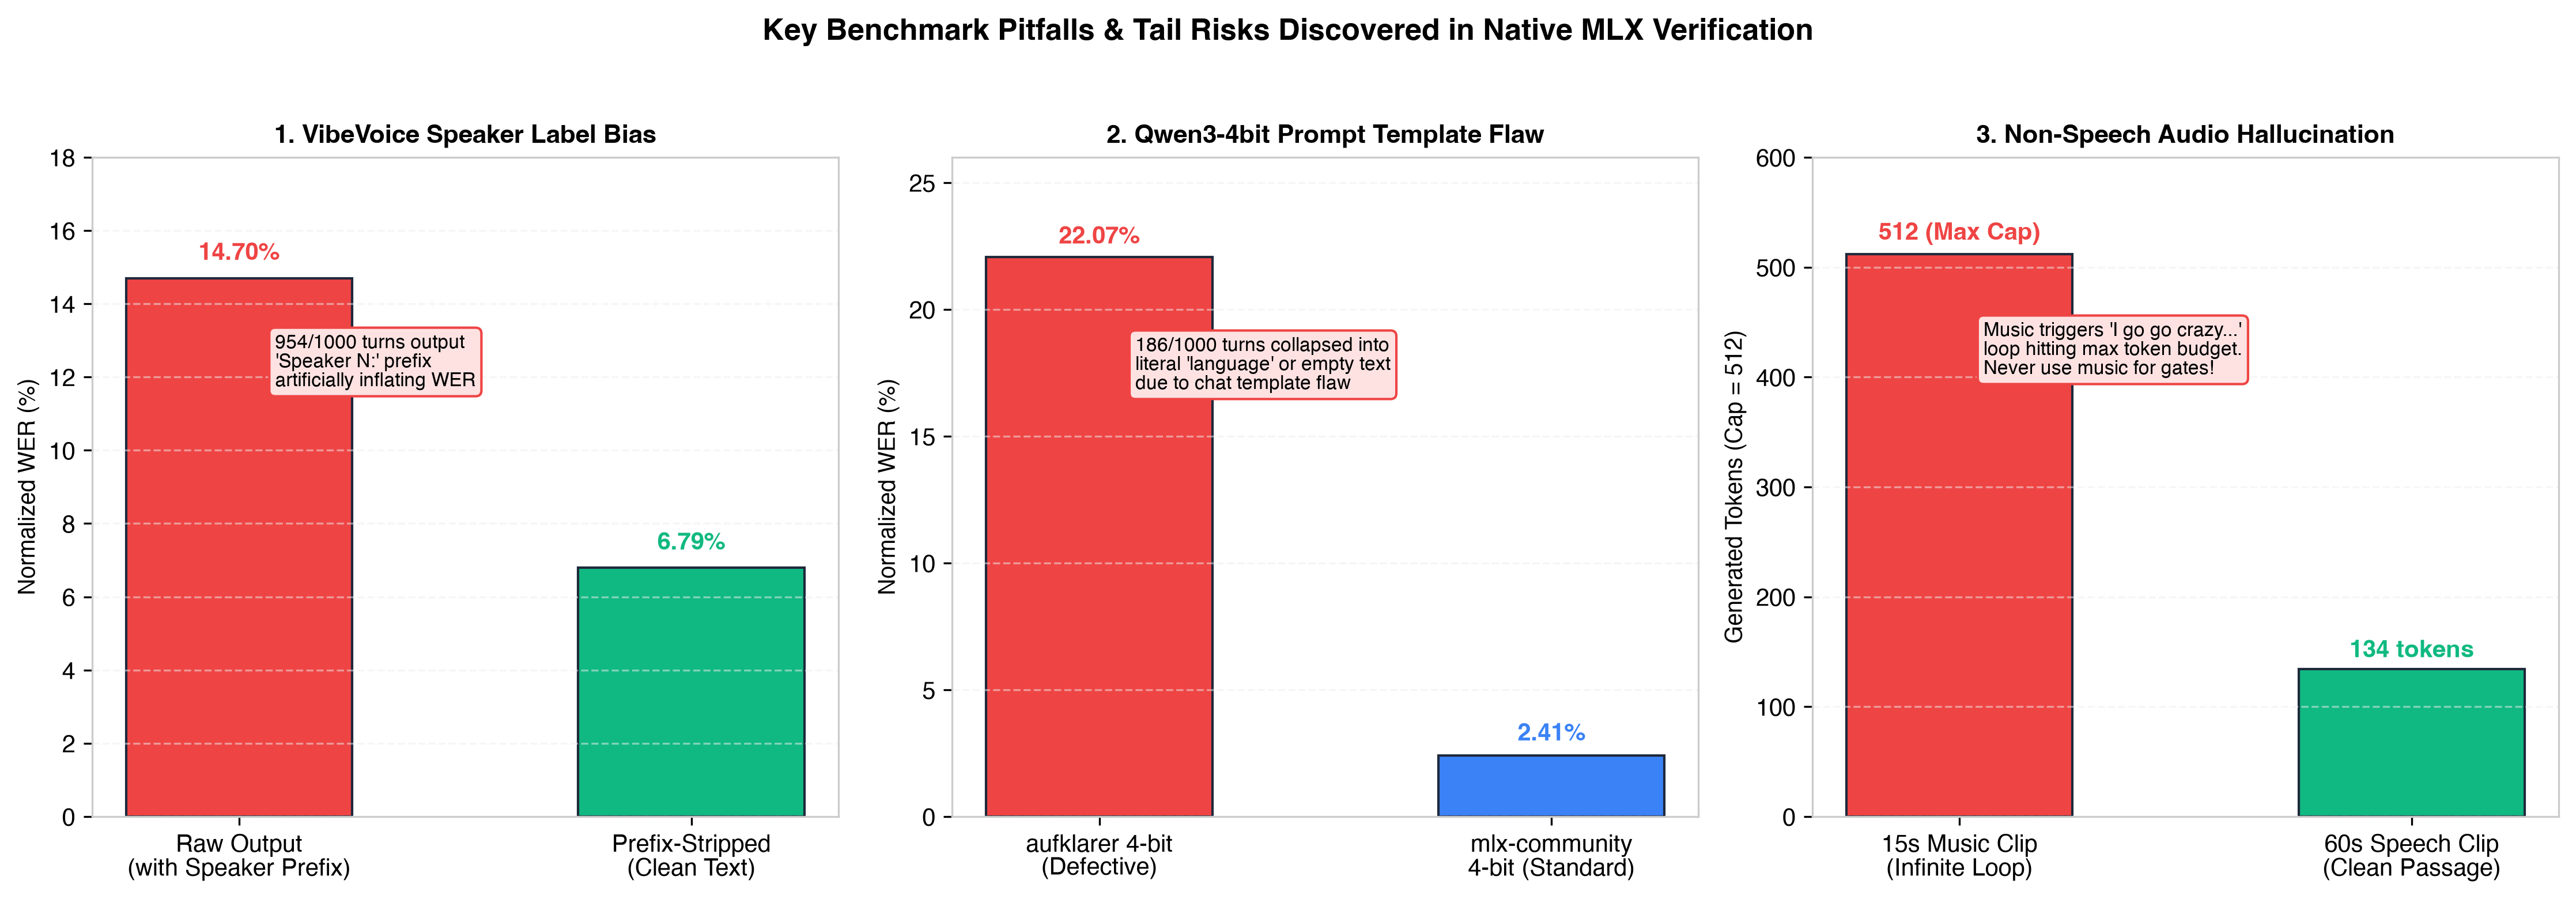 Key Benchmark Pitfalls & Tail Risks Discovered in Native MLX Verification
1. VibeVoice Speaker Label Bias
Normalized WER (%)
18
16
14
12
10
8
6
4
2
0
14.70%
954/1000 turns output
'Speaker N:' prefix
artificially inflating WER
6.79%
Raw Output
(with Speaker Prefix)
Prefix-Stripped
(Clean Text)
2. Qwen3-4bit Prompt Template Flaw
Normalized WER (%)
25
20
15
10
5
0
22.07%
186/1000 turns collapsed into
literal 'language' or empty text
due to chat template flaw
2.41%
aufklarer 4-bit
(Defective)
mlx-community
4-bit (Standard)
3. Non-Speech Audio Hallucination
Generated Tokens (Cap = 512)
600
500
400
300
200
100
0
512 (Max Cap)
Music triggers 'I go go crazy...'
loop hitting max token budget.
Never use music for gates!
134 tokens
15s Music Clip
(Infinite Loop)
60s Speech Clip
(Clean Passage)